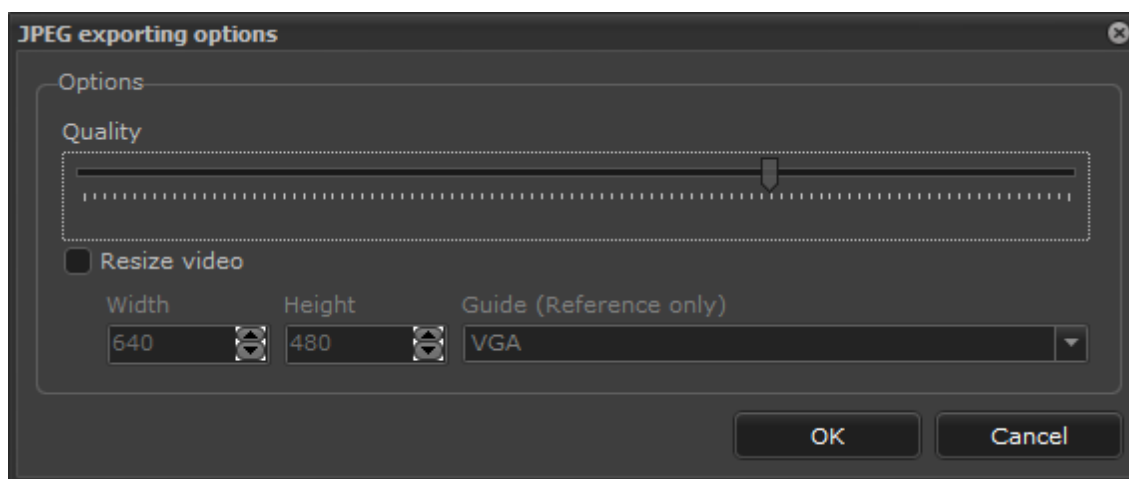 JPEG exporting options
Options
Quality
Resize video
Width Height Guide (Reference only)
640 480 VGA
OK Cancel